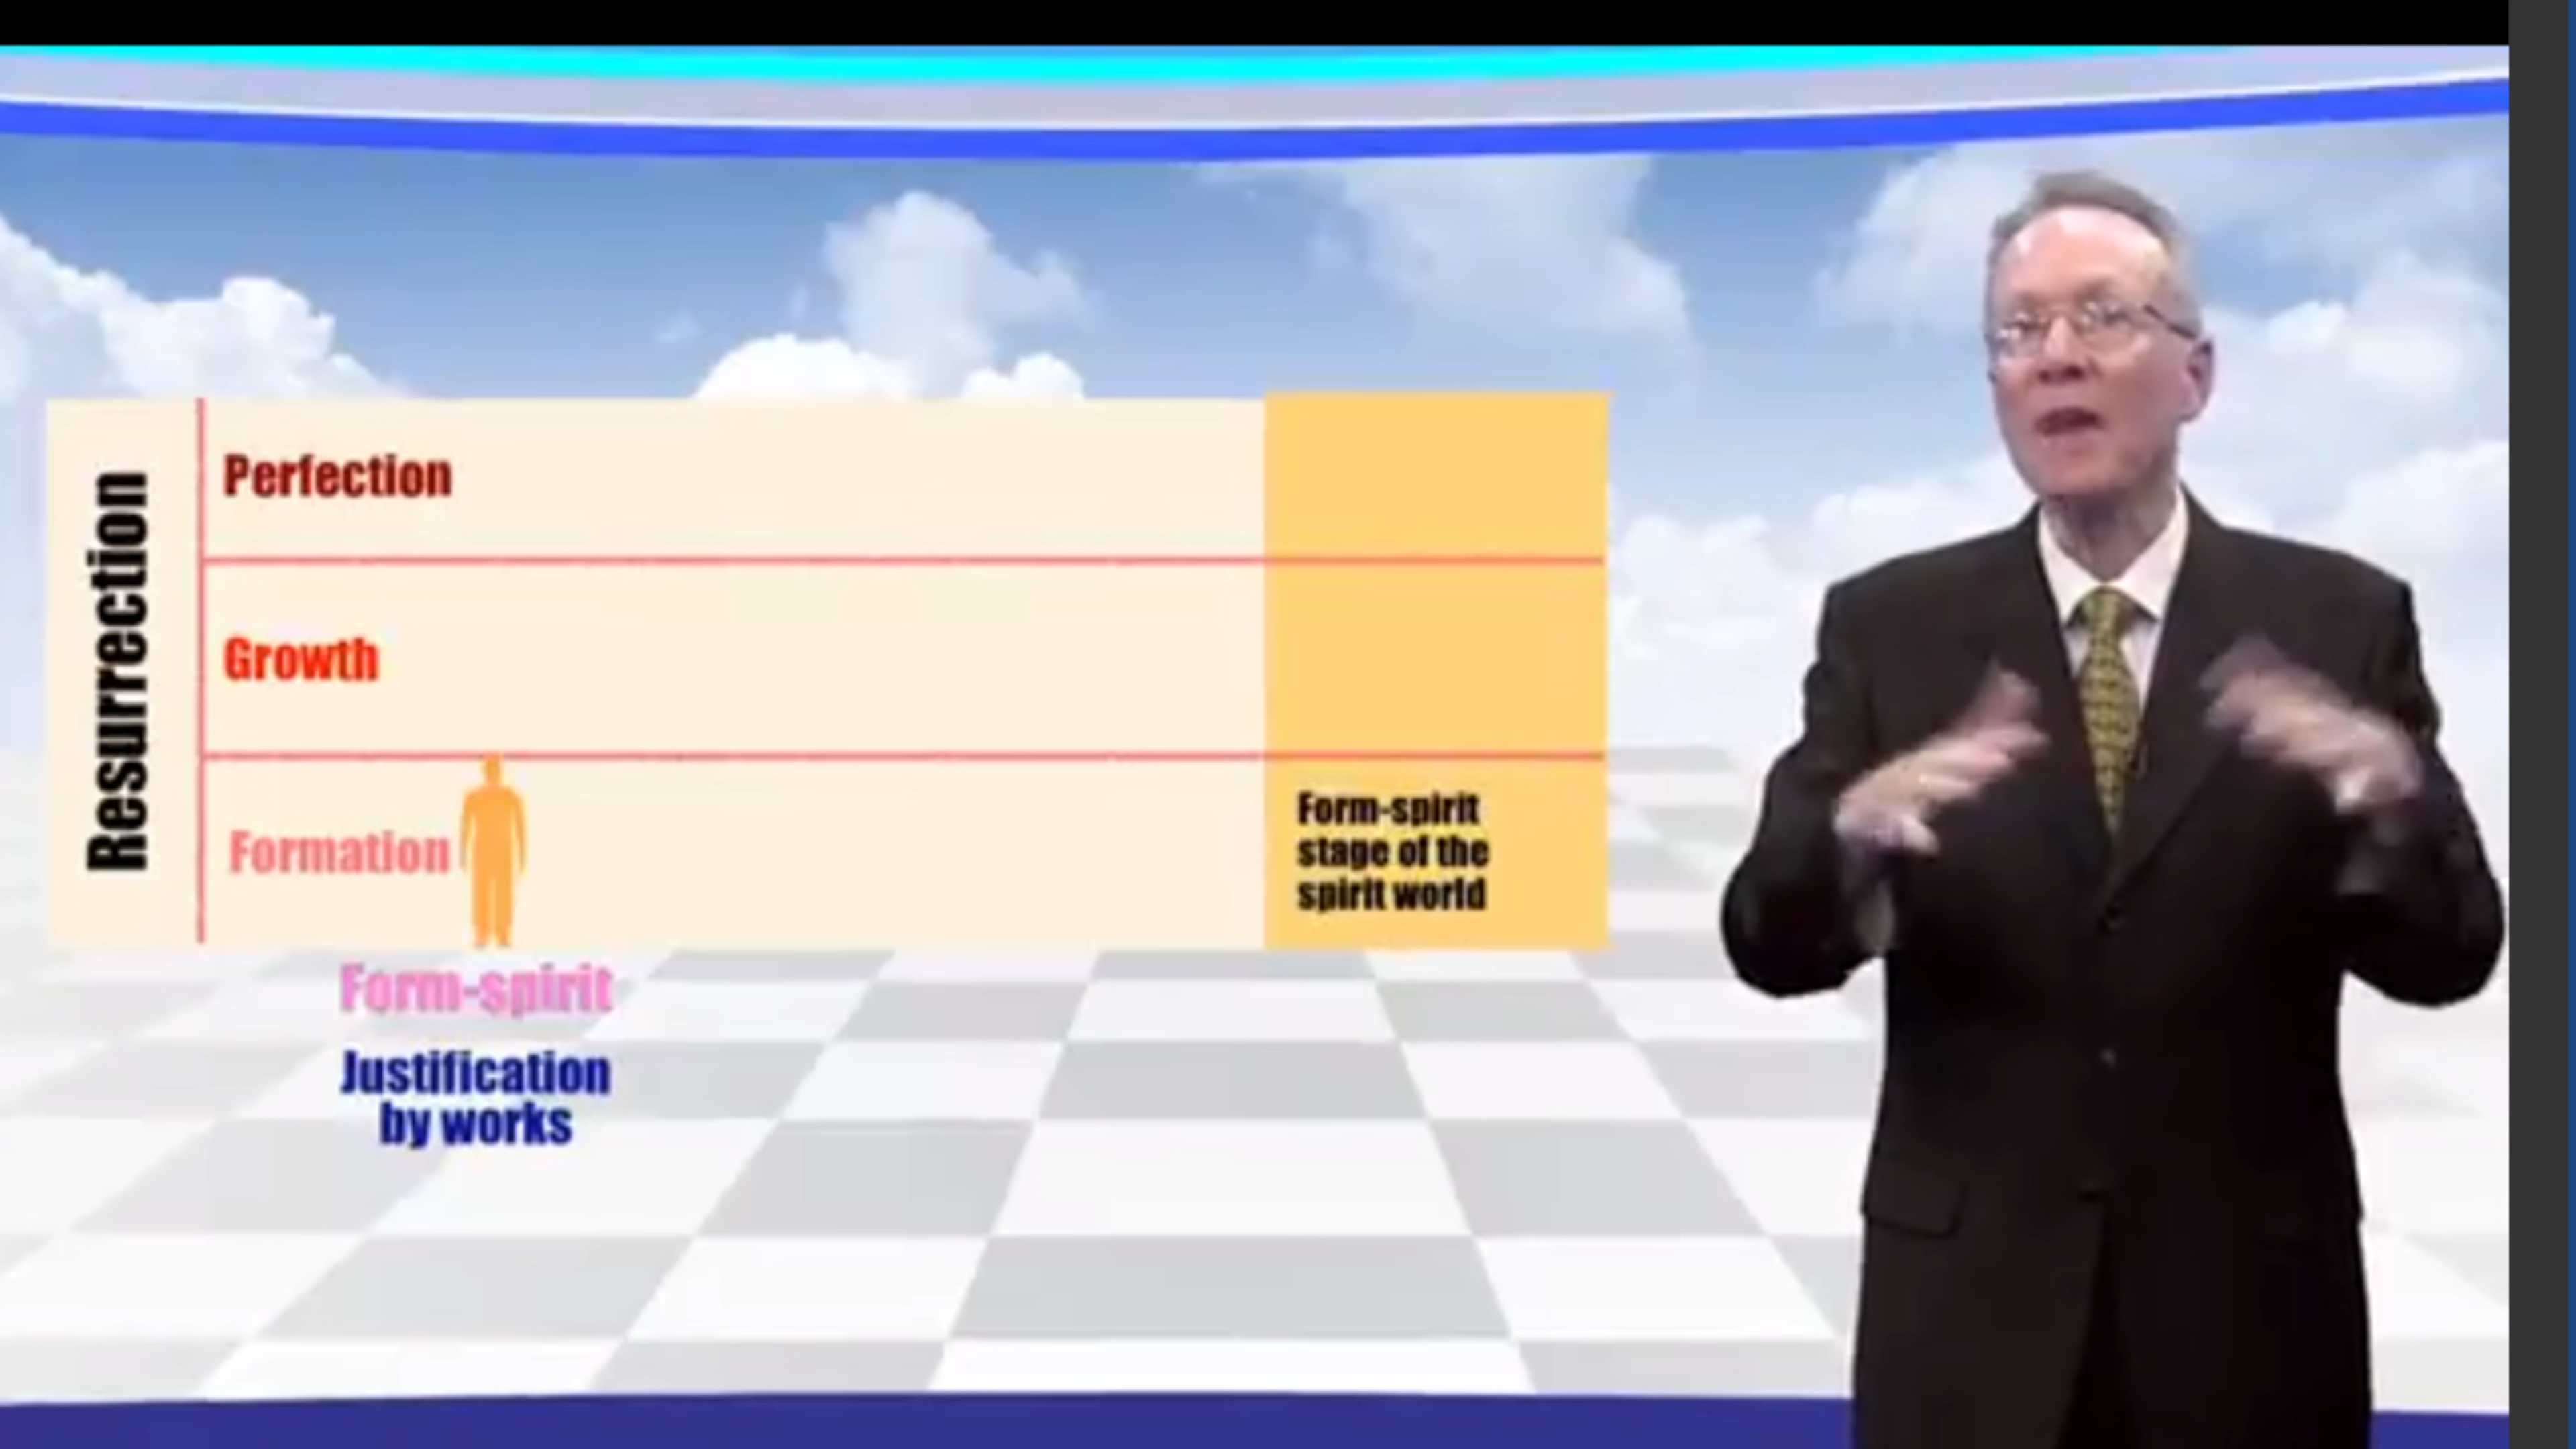 Resurrection
Perfection
Growth
Formation
Form-spirit
stage of the
spirit world
Form-spirit
Justification
by works